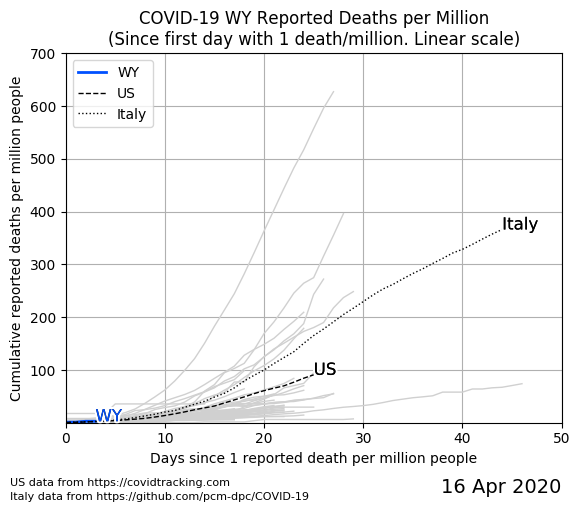 COVID-19 WY Reported Deaths per Million
(Since first day with 1 death/million. Linear scale)
700
600
500
400
300
200
100
0
10
20
30
40
50
WY
US
Italy
Italy
US
WY
Cumulative reported deaths per million people
Days since 1 reported death per million people
US data from https://covidtracking.com
Italy data from https://github.com/pcm-dpc/COVID-19
16 Apr 2020